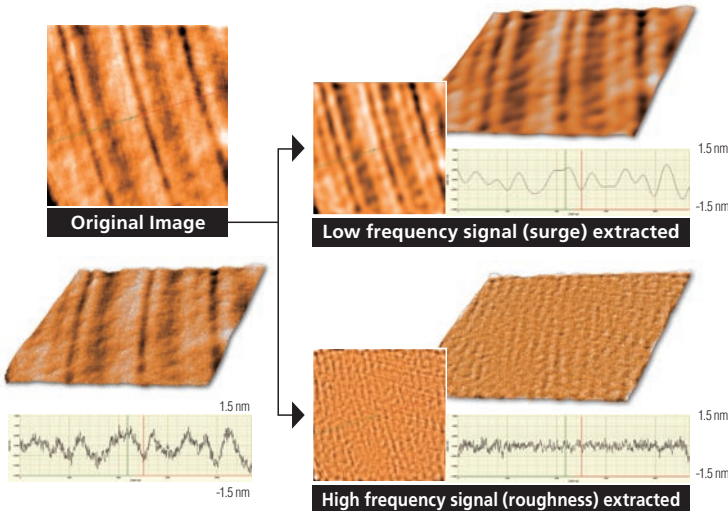 Original Image
1.5 nm
-1.5 nm
Low frequency signal (surge) extracted
1.5 nm
-1.5 nm
1.5 nm
-1.5 nm
High frequency signal (roughness) extracted